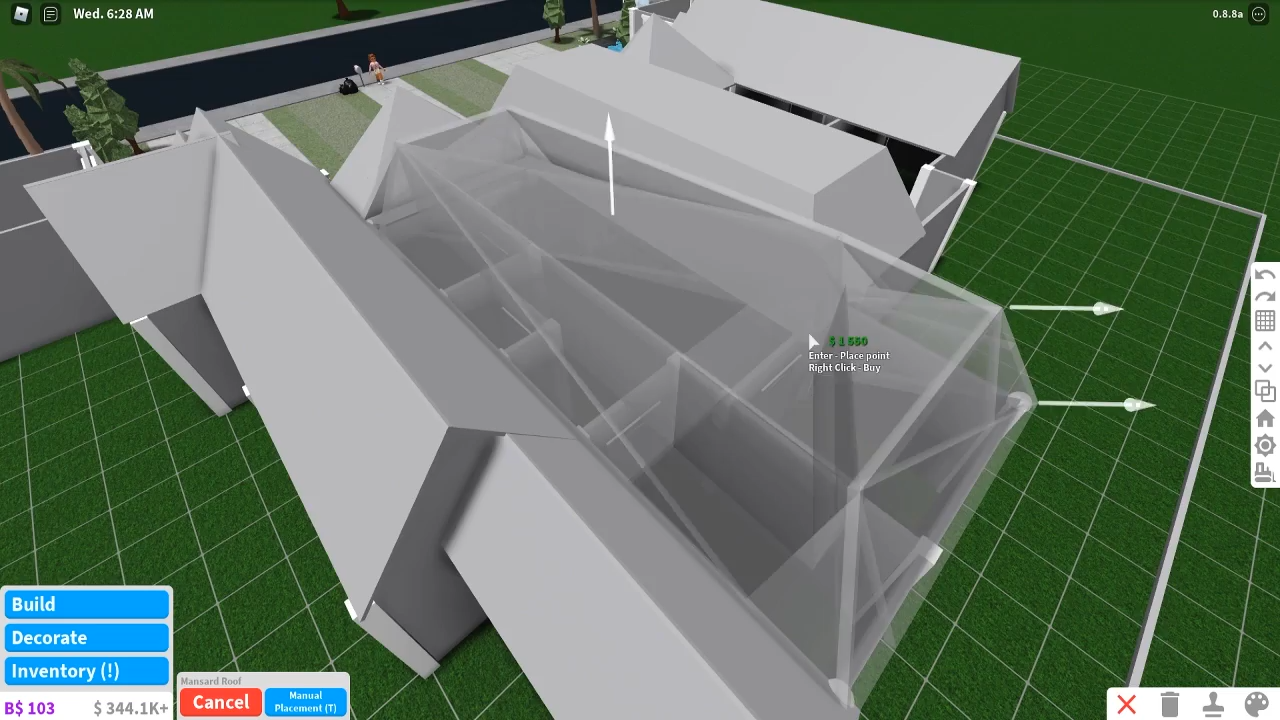 Wed. 6:28 AM
0.8.8a
$ 1 550
Enter - Place point
Right Click - Buy
Build
Decorate
Inventory (!)
B$ 103
$ 344.1K+
Mansard Roof
Cancel
Manual
Placement (T)